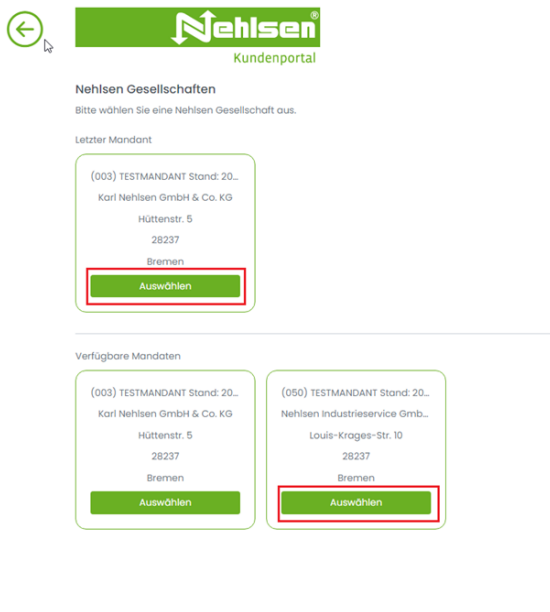 Nehlsen®
Kundenportal
Nehlsen Gesellschaften
Bitte wählen Sie eine Nehlsen Gesellschaft aus.
Letzter Mandant
(003) TESTMANDANT Stand: 20...
Karl Nehlsen GmbH & Co. KG
Hüttenstr. 5
28237
Bremen
Auswählen
Verfügbare Mandaten
(003) TESTMANDANT Stand: 20...
Karl Nehlsen GmbH & Co. KG
Hüttenstr. 5
28237
Bremen
Auswählen
(050) TESTMANDANT Stand: 20...
Nehlsen Industrieservice Gmb...
Louis-Krages-Str. 10
28237
Bremen
Auswählen